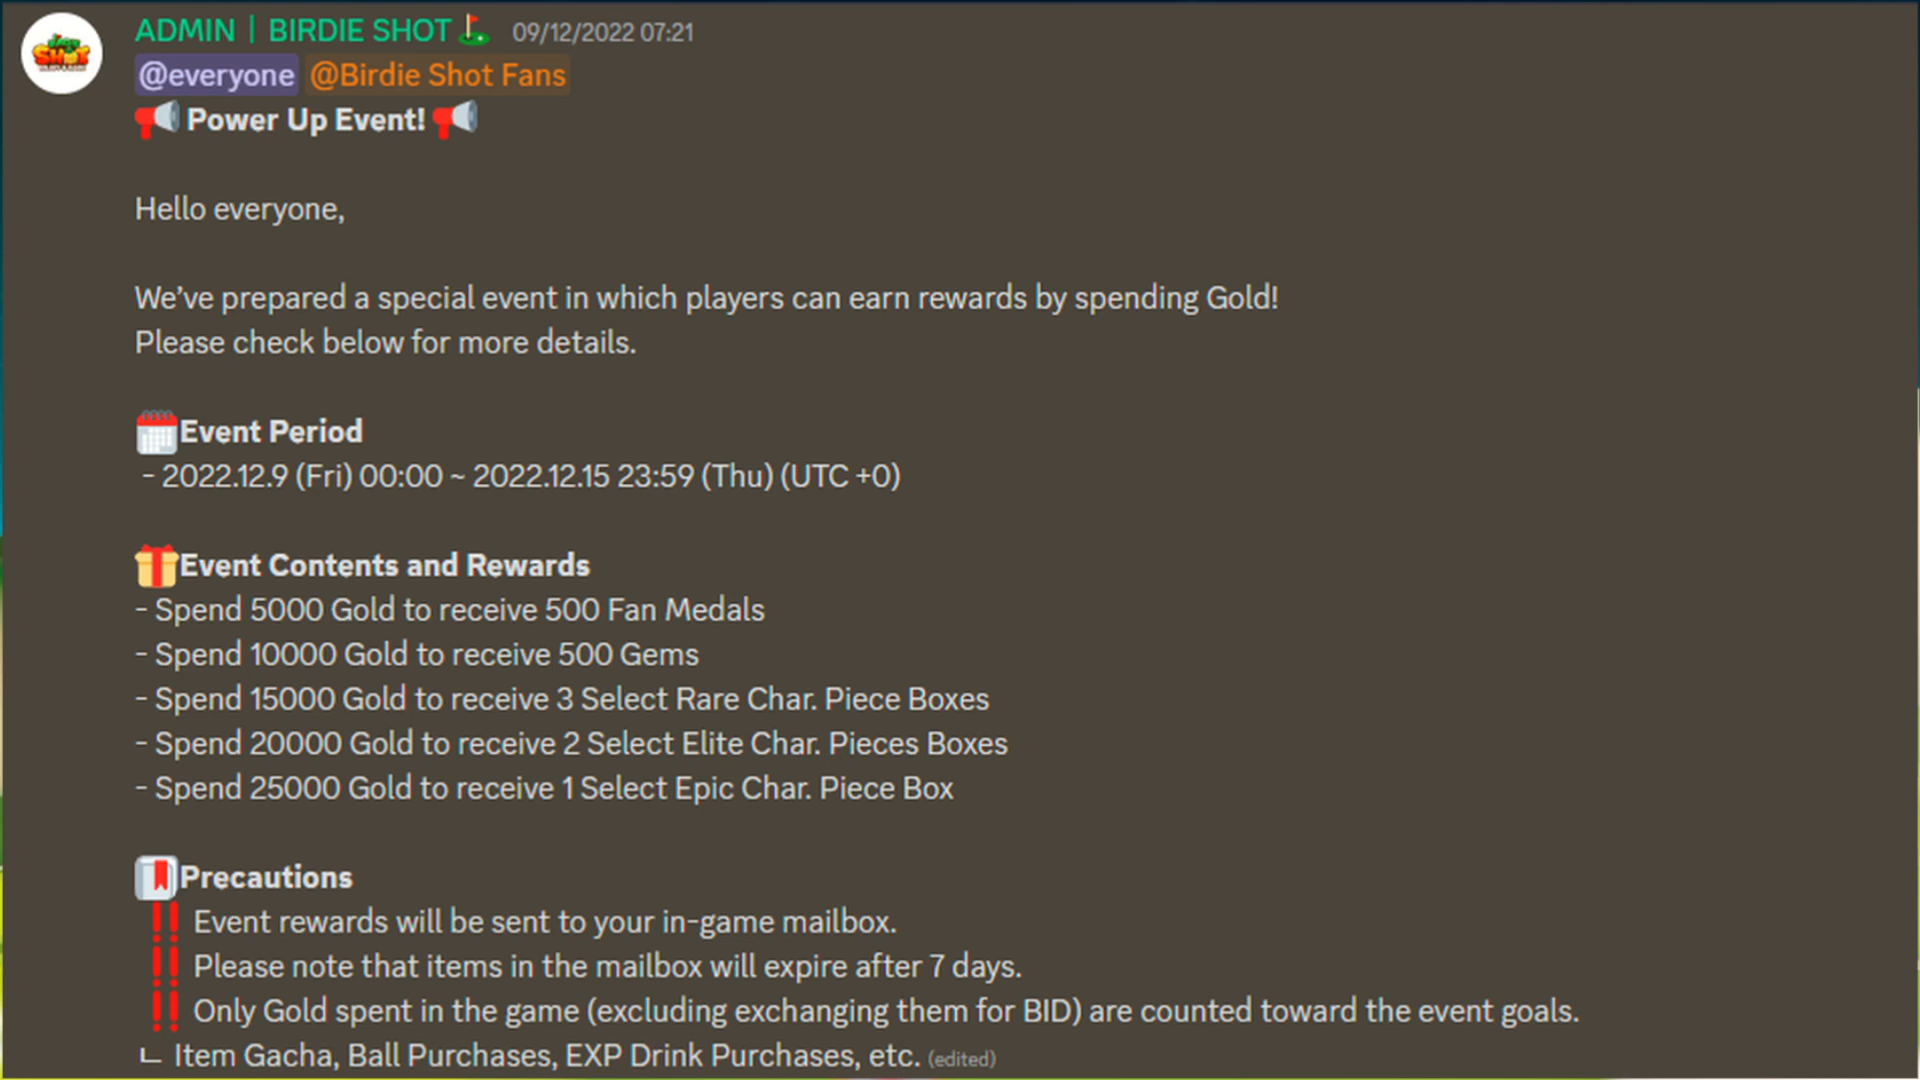 ADMIN | BIRDIE SHOT⛳ 09/12/2022 07:21
@everyone @Birdie Shot Fans
📢 Power Up Event! 📢
Hello everyone,
We've prepared a special event in which players can earn rewards by spending Gold!
Please check below for more details.
Event Period
- 2022.12.9 (Fri) 00:00 ~ 2022.12.15 23:59 (Thu) (UTC +0)
🎁Event Contents and Rewards
- Spend 5000 Gold to receive 500 Fan Medals
- Spend 10000 Gold to receive 500 Gems
- Spend 15000 Gold to receive 3 Select Rare Char. Piece Boxes
- Spend 20000 Gold to receive 2 Select Elite Char. Pieces Boxes
- Spend 25000 Gold to receive 1 Select Epic Char. Piece Box
Precautions
‼ Event rewards will be sent to your in-game mailbox.
‼ Please note that items in the mailbox will expire after 7 days.
‼ Only Gold spent in the game (excluding exchanging them for BID) are counted toward the event goals.
ㄴ Item Gacha, Ball Purchases, EXP Drink Purchases, etc. (edited)